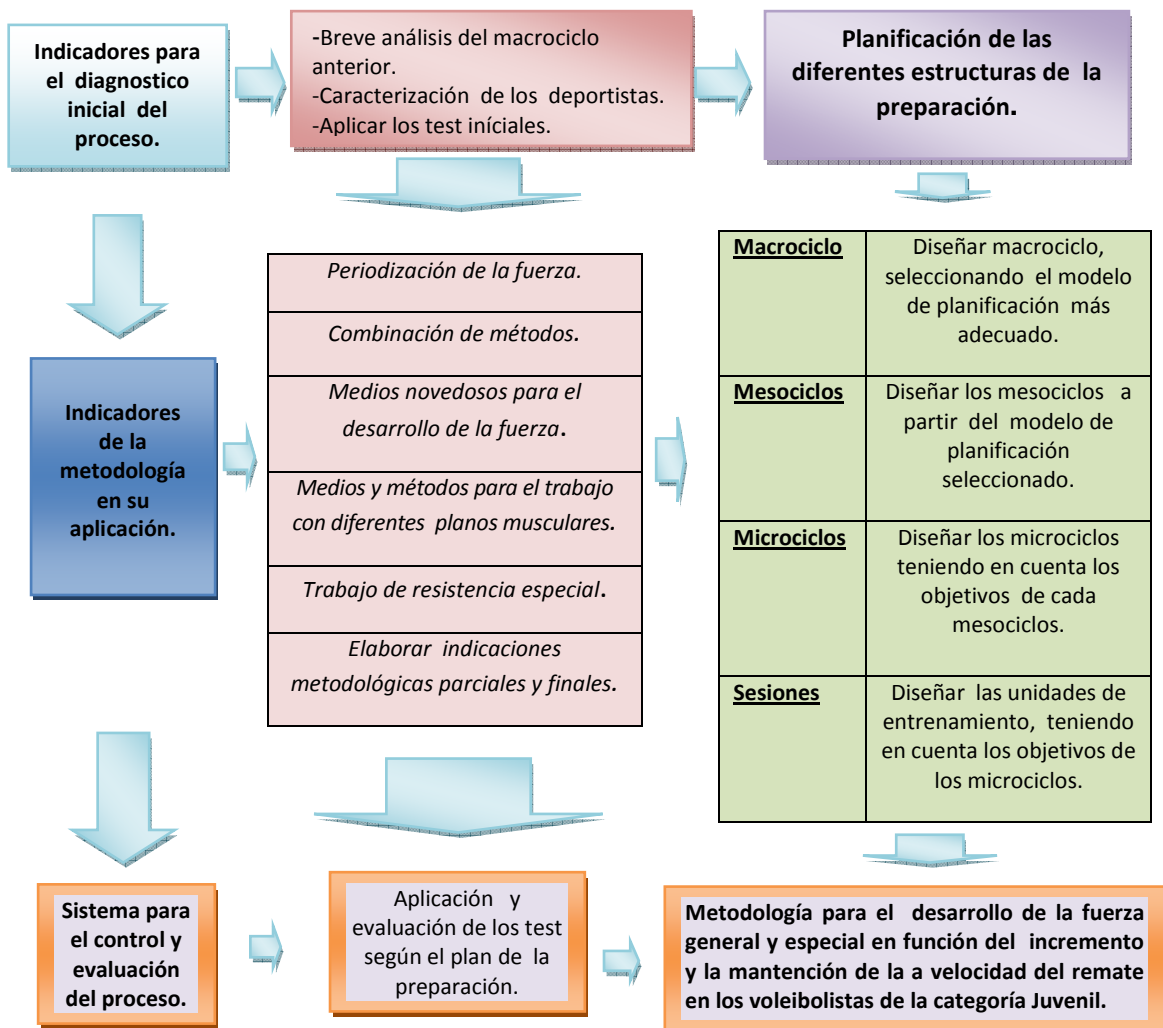 Indicadores para
el diagnostico
inicial del
proceso.
-Breve análisis del macrociclo
anterior.
-Caracterización de los deportistas.
-Aplicar los test iníciales.
Planificación de las
diferentes estructuras de la
preparación.
Indicadores
de la
metodología
en su
aplicación.
Periodización de la fuerza.
Combinación de métodos.
Medios novedosos para el
desarrollo de la fuerza.
Medios y métodos para el trabajo
con diferentes planos musculares.
Trabajo de resistencia especial.
Elaborar indicaciones
metodológicas parciales y finales.
Macrociclo
Diseñar macrociclo,
seleccionando el modelo
de planificación más
adecuado.
Mesociclos
Diseñar los mesociclos a
partir del modelo de
planificación
seleccionado.
Microciclos
Diseñar los microciclos
teniendo en cuenta los
objetivos de cada
mesociclos.
Sesiones
Diseñar las unidades de
entrenamiento, teniendo
en cuenta los objetivos de
los microciclos.
Sistema para
el control y
evaluación
del proceso.
Aplicación y
evaluación de los test
según el plan de la
preparación.
Metodología para el desarrollo de la fuerza
general y especial en función del incremento
y la mantención de la a velocidad del remate
en los voleibolistas de la categoría Juvenil.